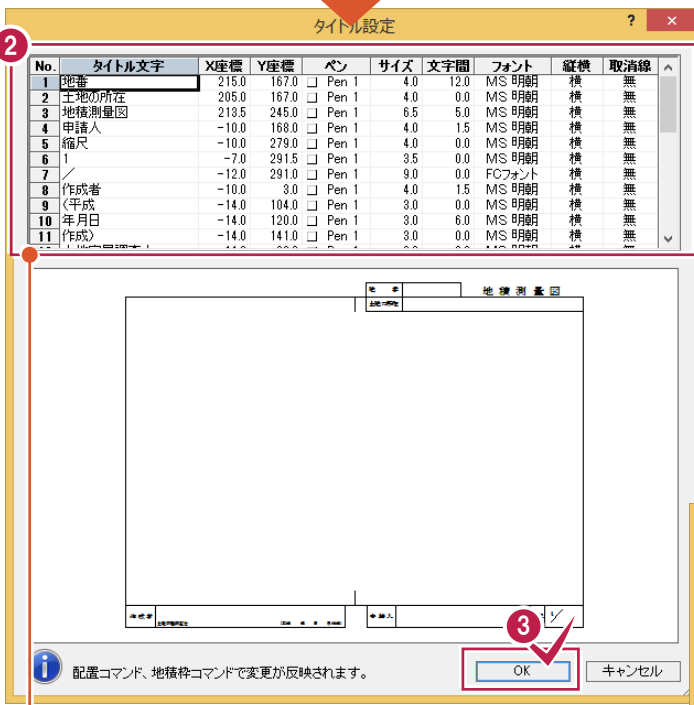 タイトル設定 ? ×
2
No. タイトル文字 X座標 Y座標 ペン サイズ 文字間 フォント 縦横 取消線
1 地番 215.0 167.0 Pen 1 4.0 12.0 MS 明朝 横 無
2 土地の所在 205.0 167.0 Pen 1 4.0 0.0 MS 明朝 横 無
3 地積測量図 213.5 245.0 Pen 1 6.5 5.0 MS 明朝 横 無
4 申請人 -10.0 168.0 Pen 1 4.0 1.5 MS 明朝 横 無
5 縮尺 -10.0 279.0 Pen 1 4.0 0.0 MS 明朝 横 無
6 1 -7.0 291.5 Pen 1 3.5 0.0 MS 明朝 横 無
7 / -12.0 291.0 Pen 1 9.0 0.0 FCフォント 横 無
8 作成者 -10.0 3.0 Pen 1 4.0 1.5 MS 明朝 横 無
9 (平成 -14.0 104.0 Pen 1 3.0 0.0 MS 明朝 横 無
10 年月日 -14.0 120.0 Pen 1 3.0 6.0 MS 明朝 横 無
11 作成) -14.0 141.0 Pen 1 3.0 0.0 MS 明朝 横 無
地 番 地積測量図
土地の所在
作成者 申請人 1/
3
配置コマンド、地積枠コマンドで変更が反映されます。 OK キャンセル